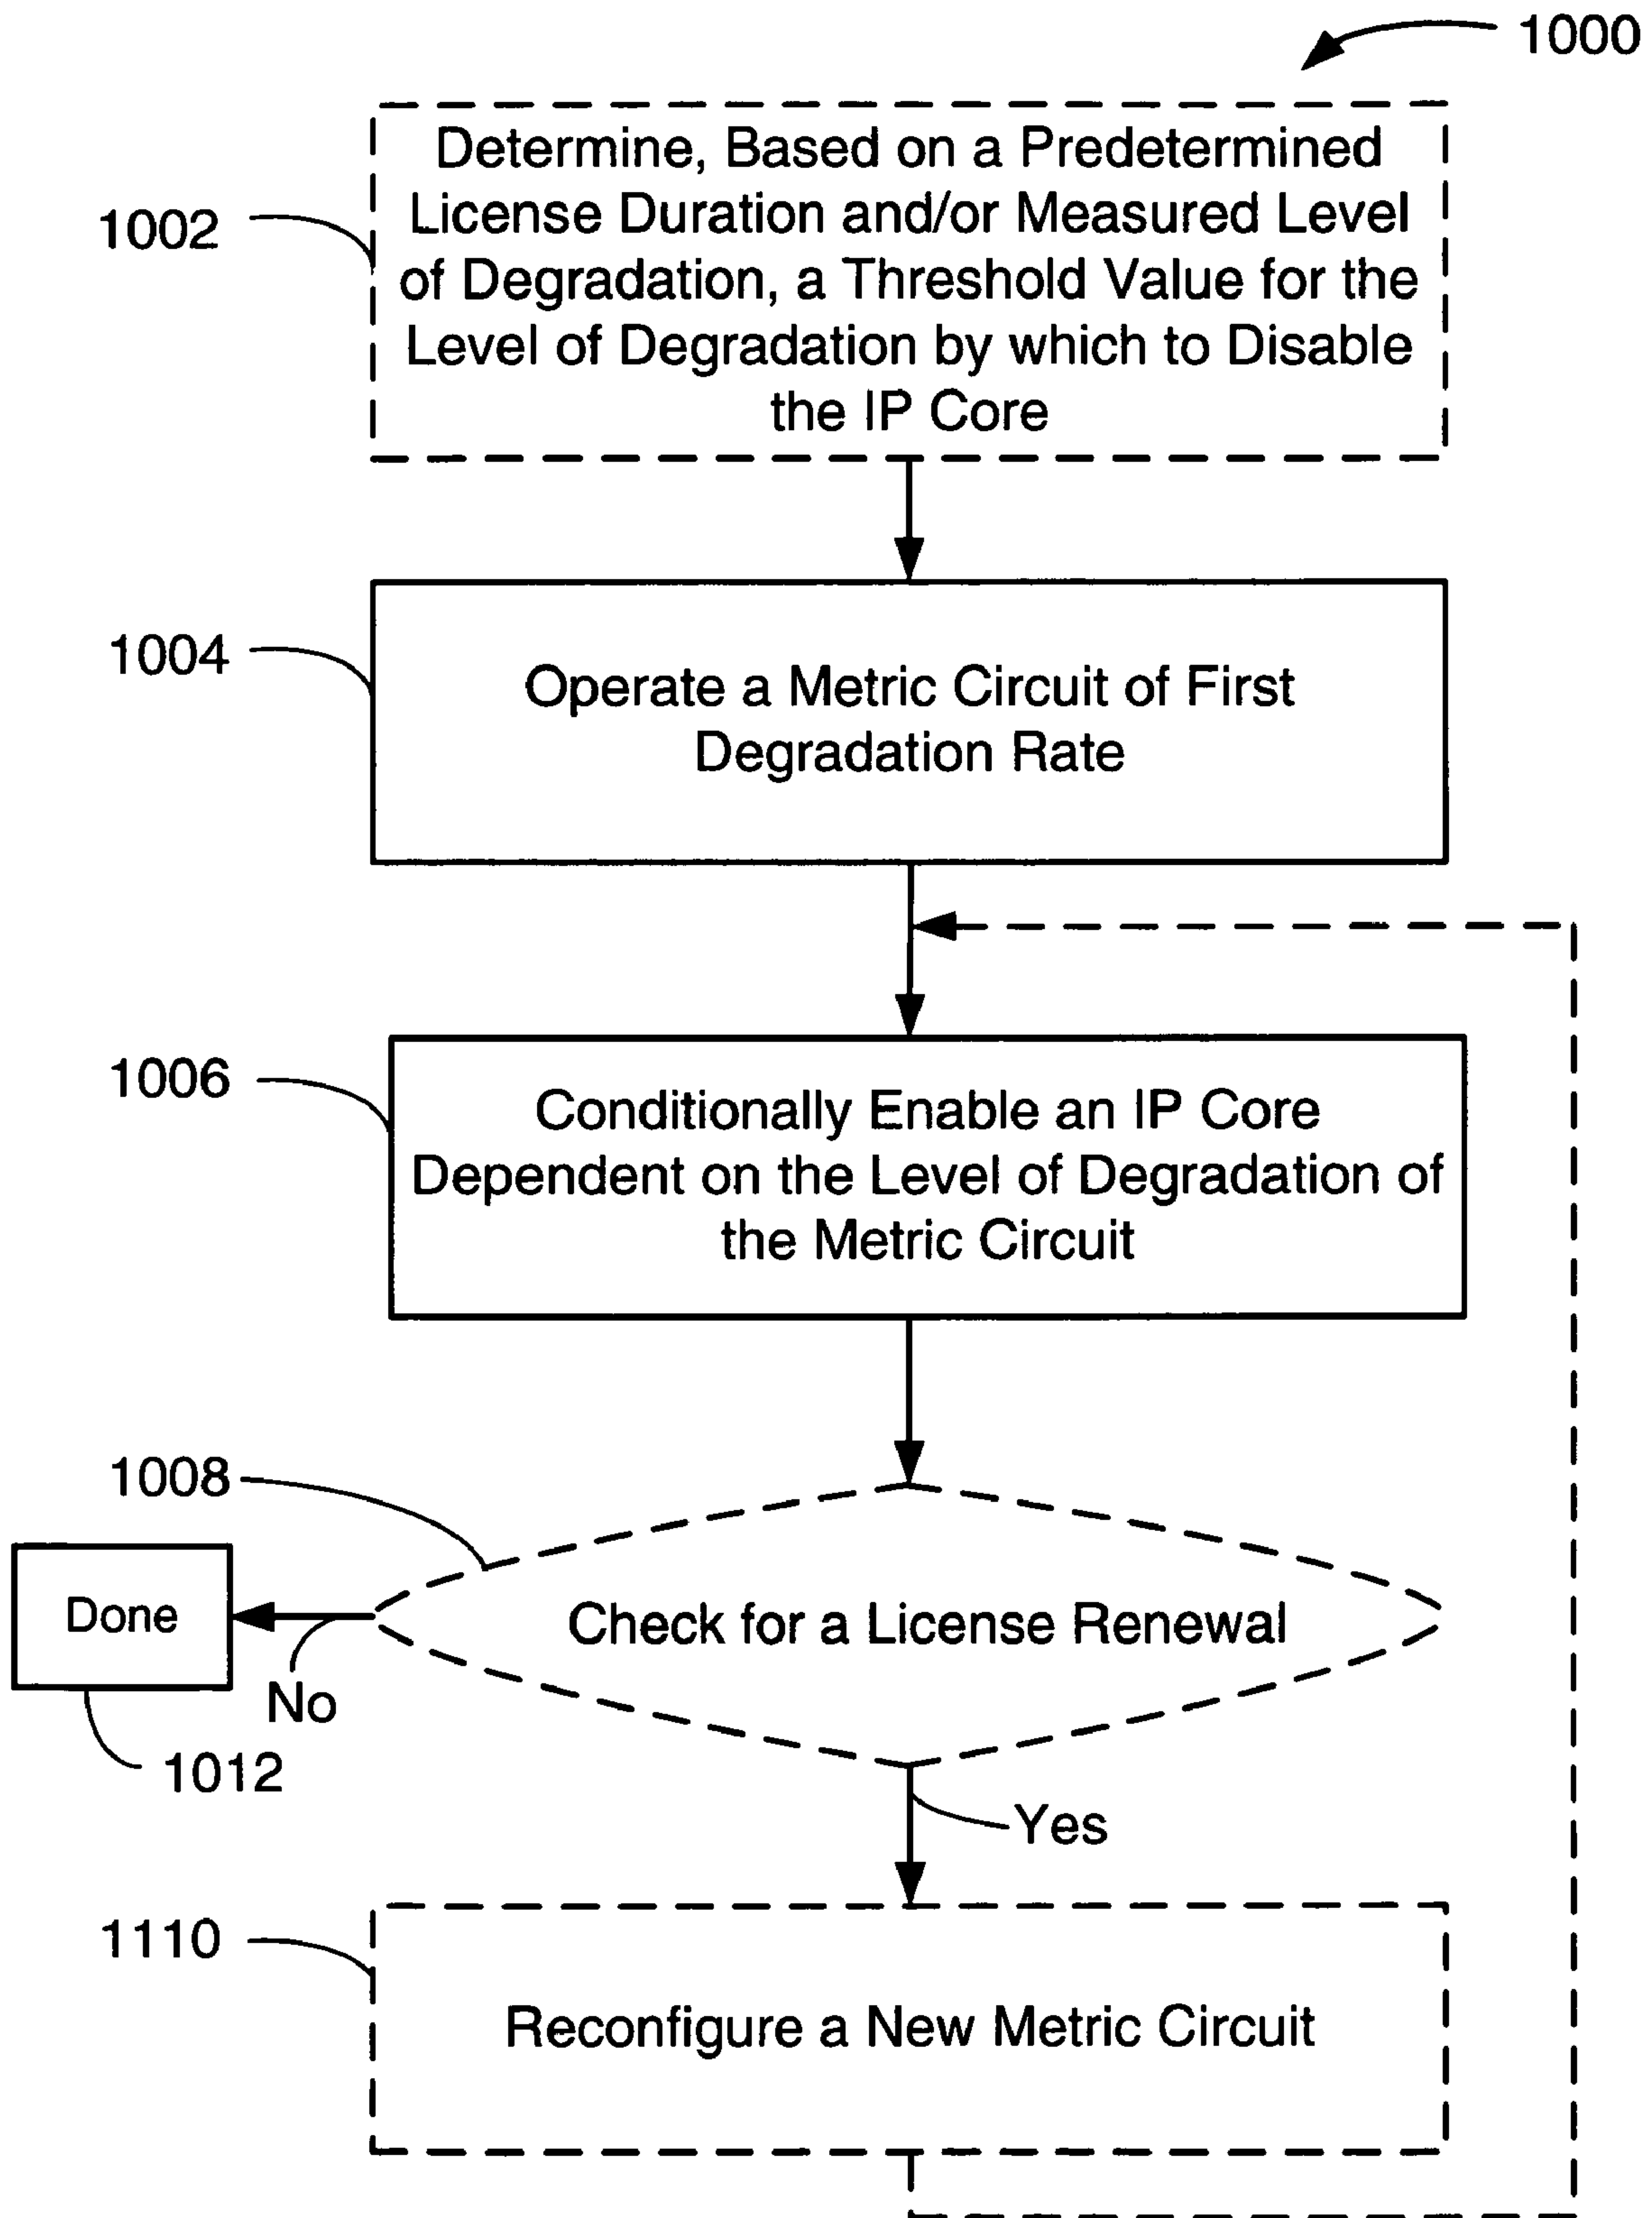 1000
Determine, Based on a Predetermined
License Duration and/or Measured Level
of Degradation, a Threshold Value for the
Level of Degradation by which to Disable
the IP Core
1002
1004
Operate a Metric Circuit of First
Degradation Rate
1006
Conditionally Enable an IP Core
Dependent on the Level of Degradation of
the Metric Circuit
1008
Check for a License Renewal
Done
No
1012
Yes
1110
Reconfigure a New Metric Circuit